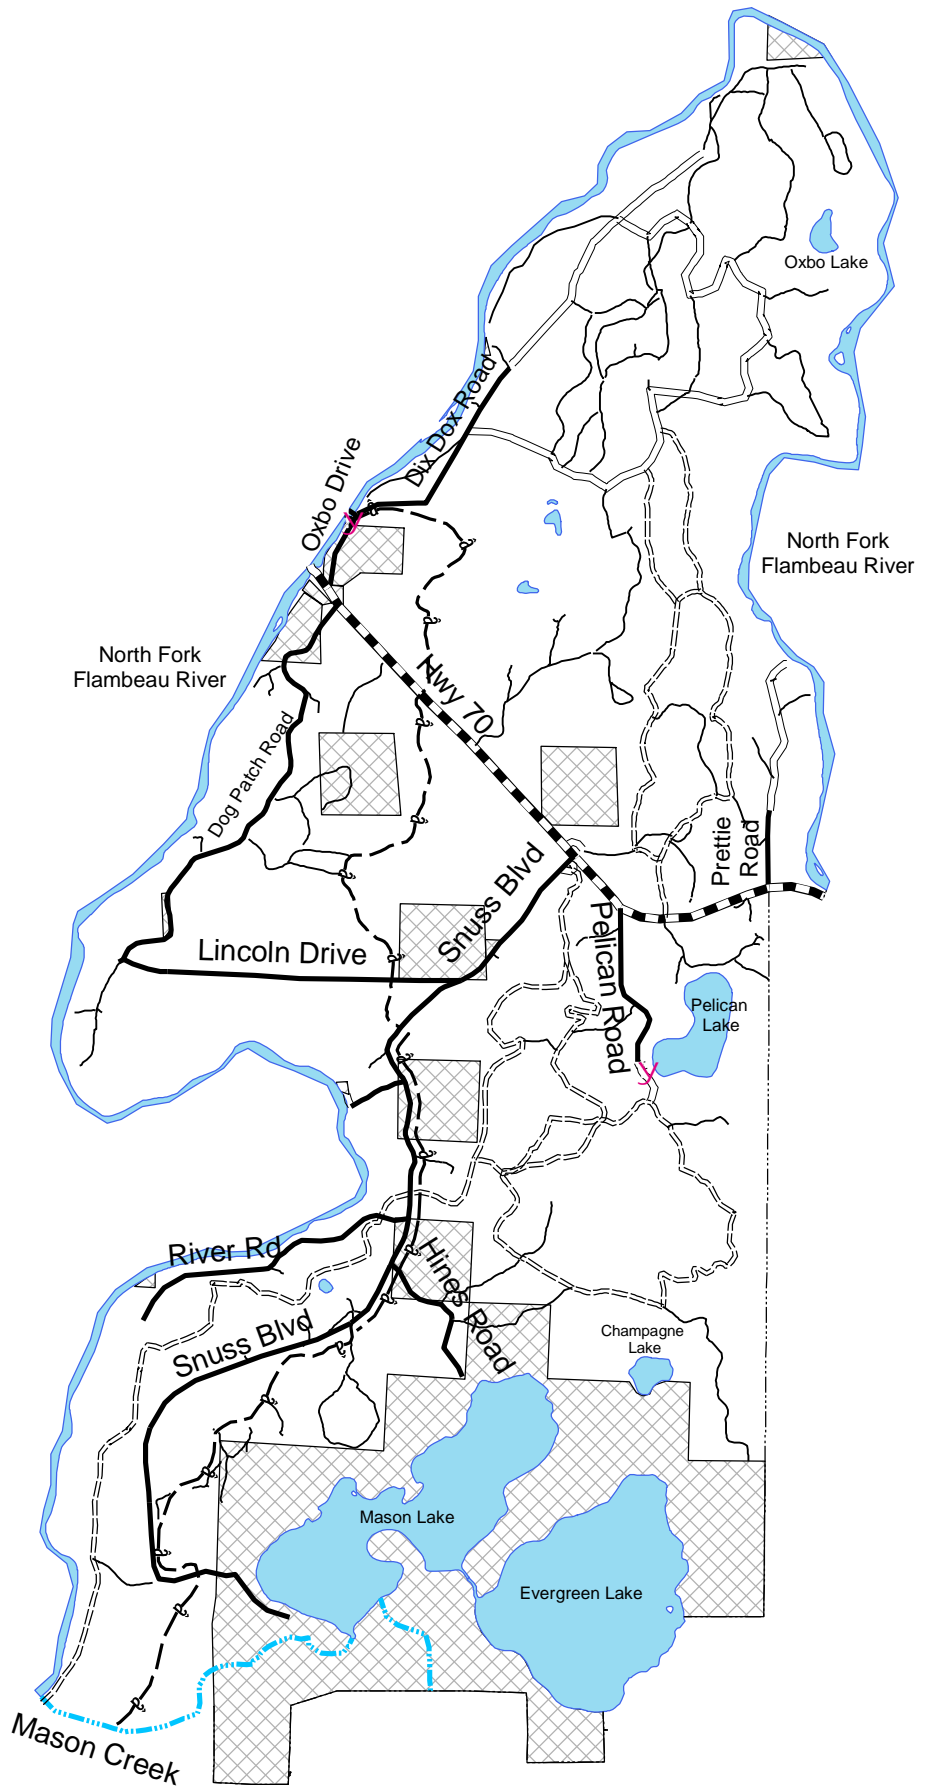 Oxbo Lake
Dix Dox Road
Oxbo Drive
North Fork
Flambeau River
North Fork
Flambeau River
Hwy 70
Dog Patch Road
Prettie
Road
Snuss Blvd
Pelican Road
Lincoln Drive
Pelican
Lake
River Rd
Hines Road
Snuss Blvd
Champagne
Lake
Mason Lake
Evergreen Lake
Mason Creek